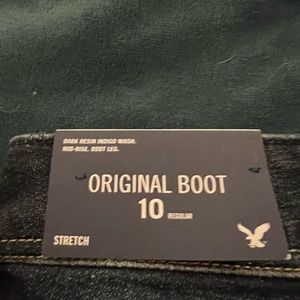 DARK RESIN INDIGO WASH.
MID-RISE. BOOT LEG.
ORIGINAL BOOT
10 REGULAR
STRETCH